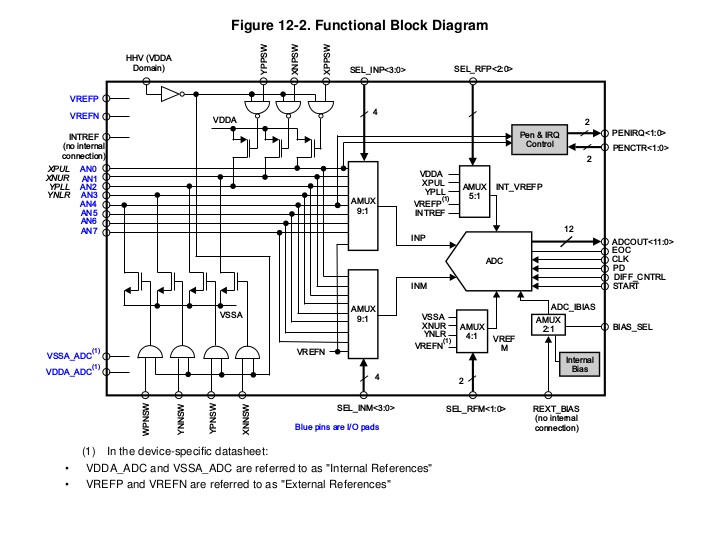 Figure 12-2. Functional Block Diagram
HHV (VDDA
Domain)
YPPSW
XNPSW
XPPSW
SEL_INP<3:0>
SEL_RFP<2:0>
VREFP
VREFN
INTREF
(no internal
connection)
VDDA
4
Pen & IRQ
Control
2
PENIRQ<1:0>
PENCTR<1:0>
2
XPUL AN0
XNUR AN1
YPLL AN2
YNLR AN3
AN4
AN5
AN6
AN7
AMUX
9:1
VDDA
XPUL
YPLL
VREFP(1)
INTREF
AMUX
5:1
INT_VREFP
INP
INM
ADC
12
ADCOUT<11:0>
EOC
CLK
PD
DIFF_CNTRL
START
AMUX
9:1
VSSA
VREFN
VSSA
XNUR
YNLR
VREFN(1)
AMUX
4:1
VREF
M
ADC_IBIAS
AMUX
2:1
BIAS_SEL
Internal
Bias
VSSA_ADC(1)
VDDA_ADC(1)
4
2
WPNSW
YNNSW
YPNSW
XNNSW
SEL_INM<3:0>
SEL_RFM<1:0>
REXT_BIAS
(no internal
connection)
Blue pins are I/O pads
(1) In the device-specific datasheet:
• VDDA_ADC and VSSA_ADC are referred to as "Internal References"
• VREFP and VREFN are referred to as "External References"